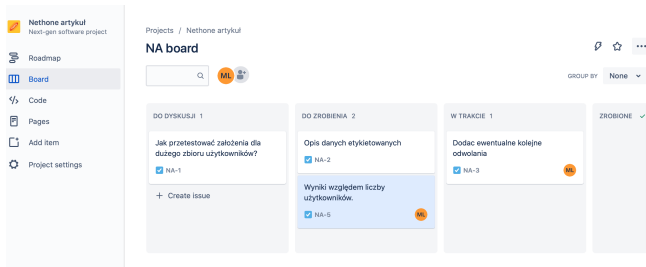 Nethone artykuł
Next-gen software project
Roadmap
Board
Code
Pages
Add item
Project settings
Projects / Nethone artykuł
NA board
ML
GROUP BY None
DO DYSKUSJI 1
Jak przetestować założenia dla
dużego zbioru użytkowników?
NA-1
+ Create issue
DO ZROBIENIA 2
Opis danych etykietowanych
NA-2
Wyniki względem liczby
użytkowników.
NA-5
ML
W TRAKCIE 1
Dodac ewentualne kolejne
odwolania
NA-3
ML
ZROBIONE